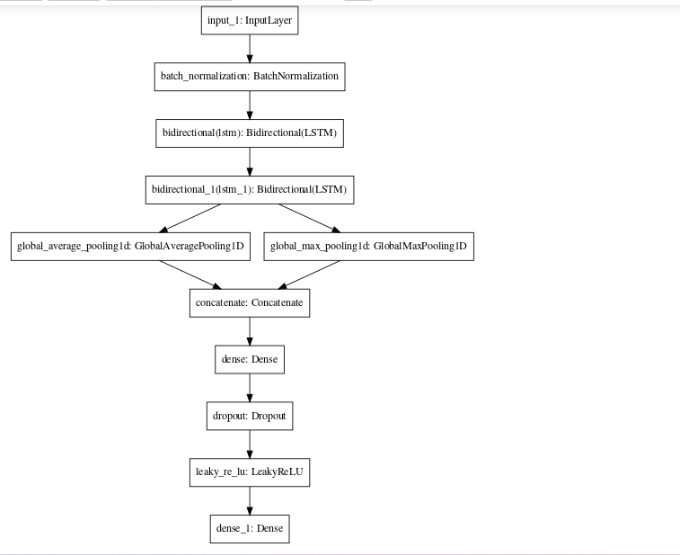 input_1: InputLayer
batch_normalization: BatchNormalization
bidirectional(lstm): Bidirectional(LSTM)
bidirectional_1(lstm_1): Bidirectional(LSTM)
global_average_pooling1d: GlobalAveragePooling1D
global_max_pooling1d: GlobalMaxPooling1D
concatenate: Concatenate
dense: Dense
dropout: Dropout
leaky_re_lu: LeakyReLU
dense_1: Dense